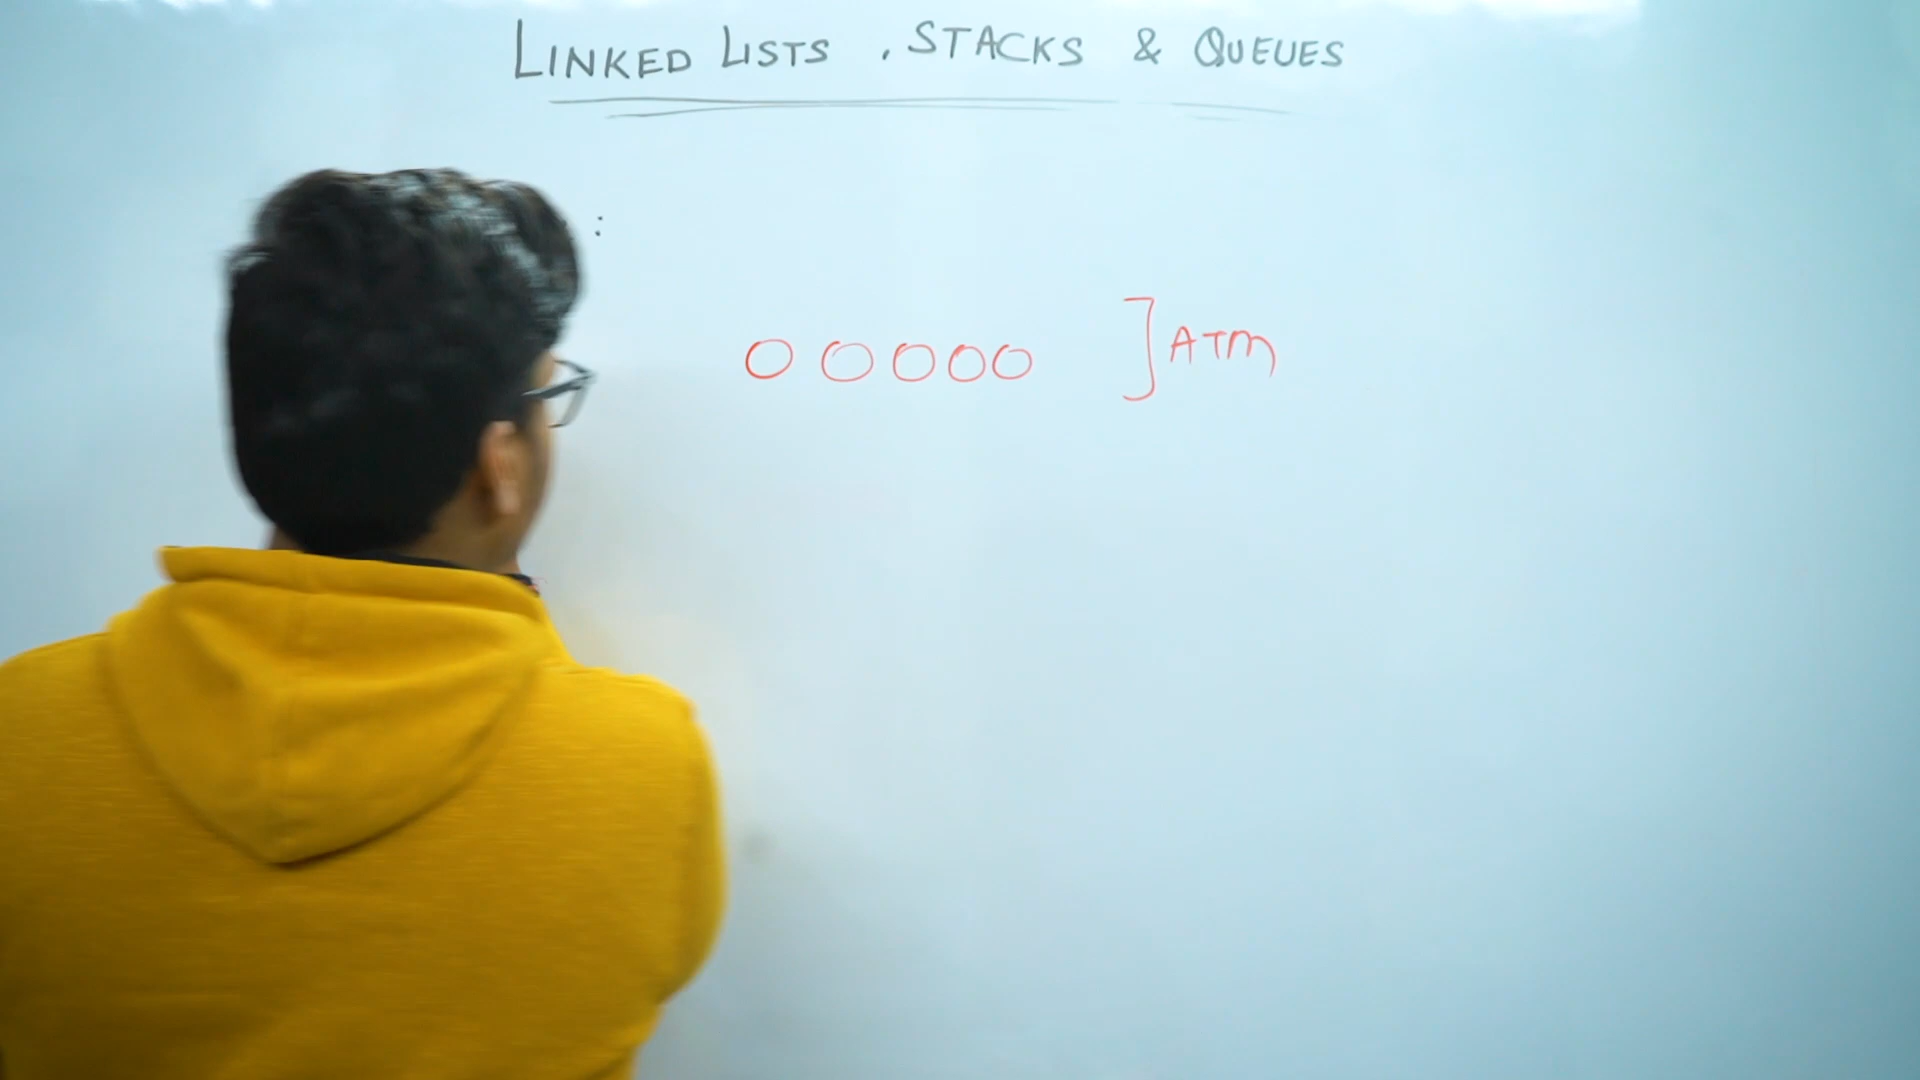 LINKED LISTS , STACKS & QUEUES
:
O O O O O ] ATM